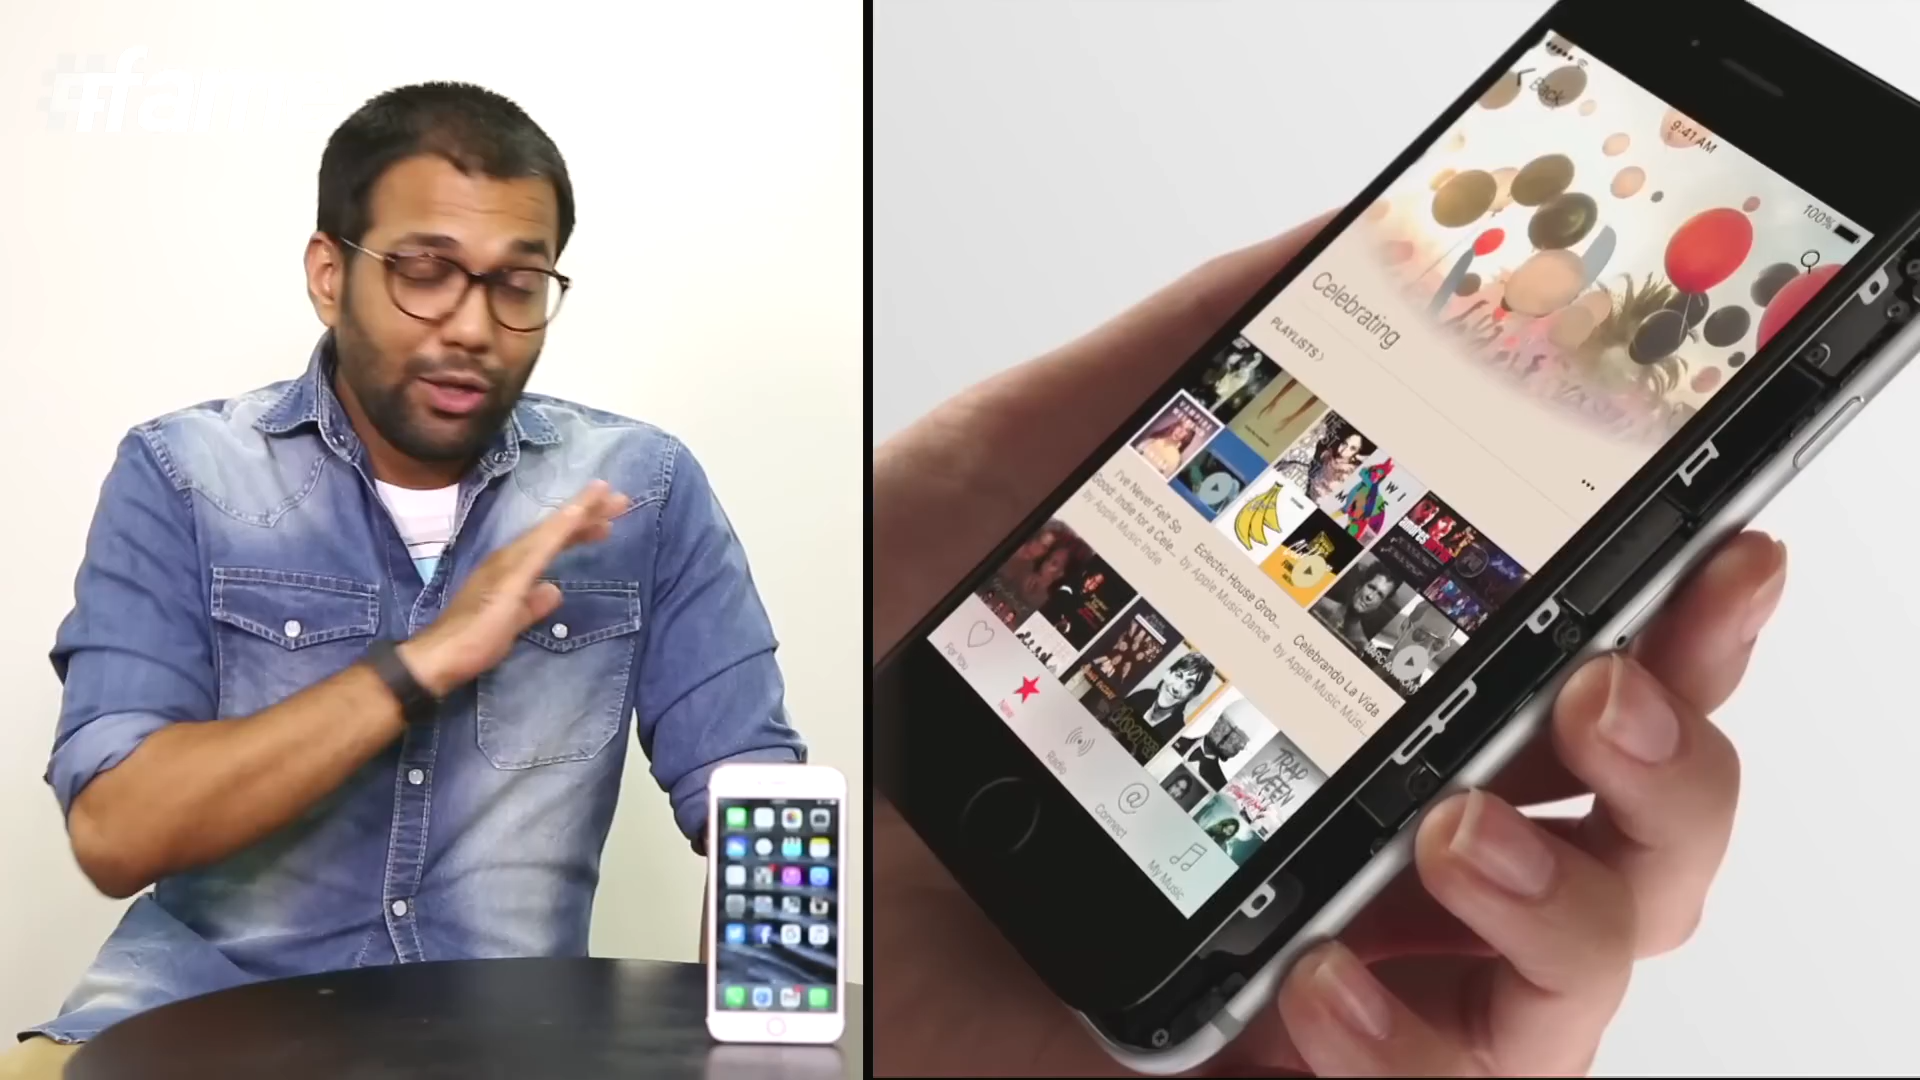 #fam
Back
9:41 AM
100%
Celebrating
PLAYLISTS >
...
I've Never Felt So
Good: Indie for a Cele...
by Apple Music Indie
Eclectic House Groo...
by Apple Music Dance
Celebrando La Vida
by Apple Music Musi...
TRAP
QUEEN
For You
New
Radio
Connect
My Music